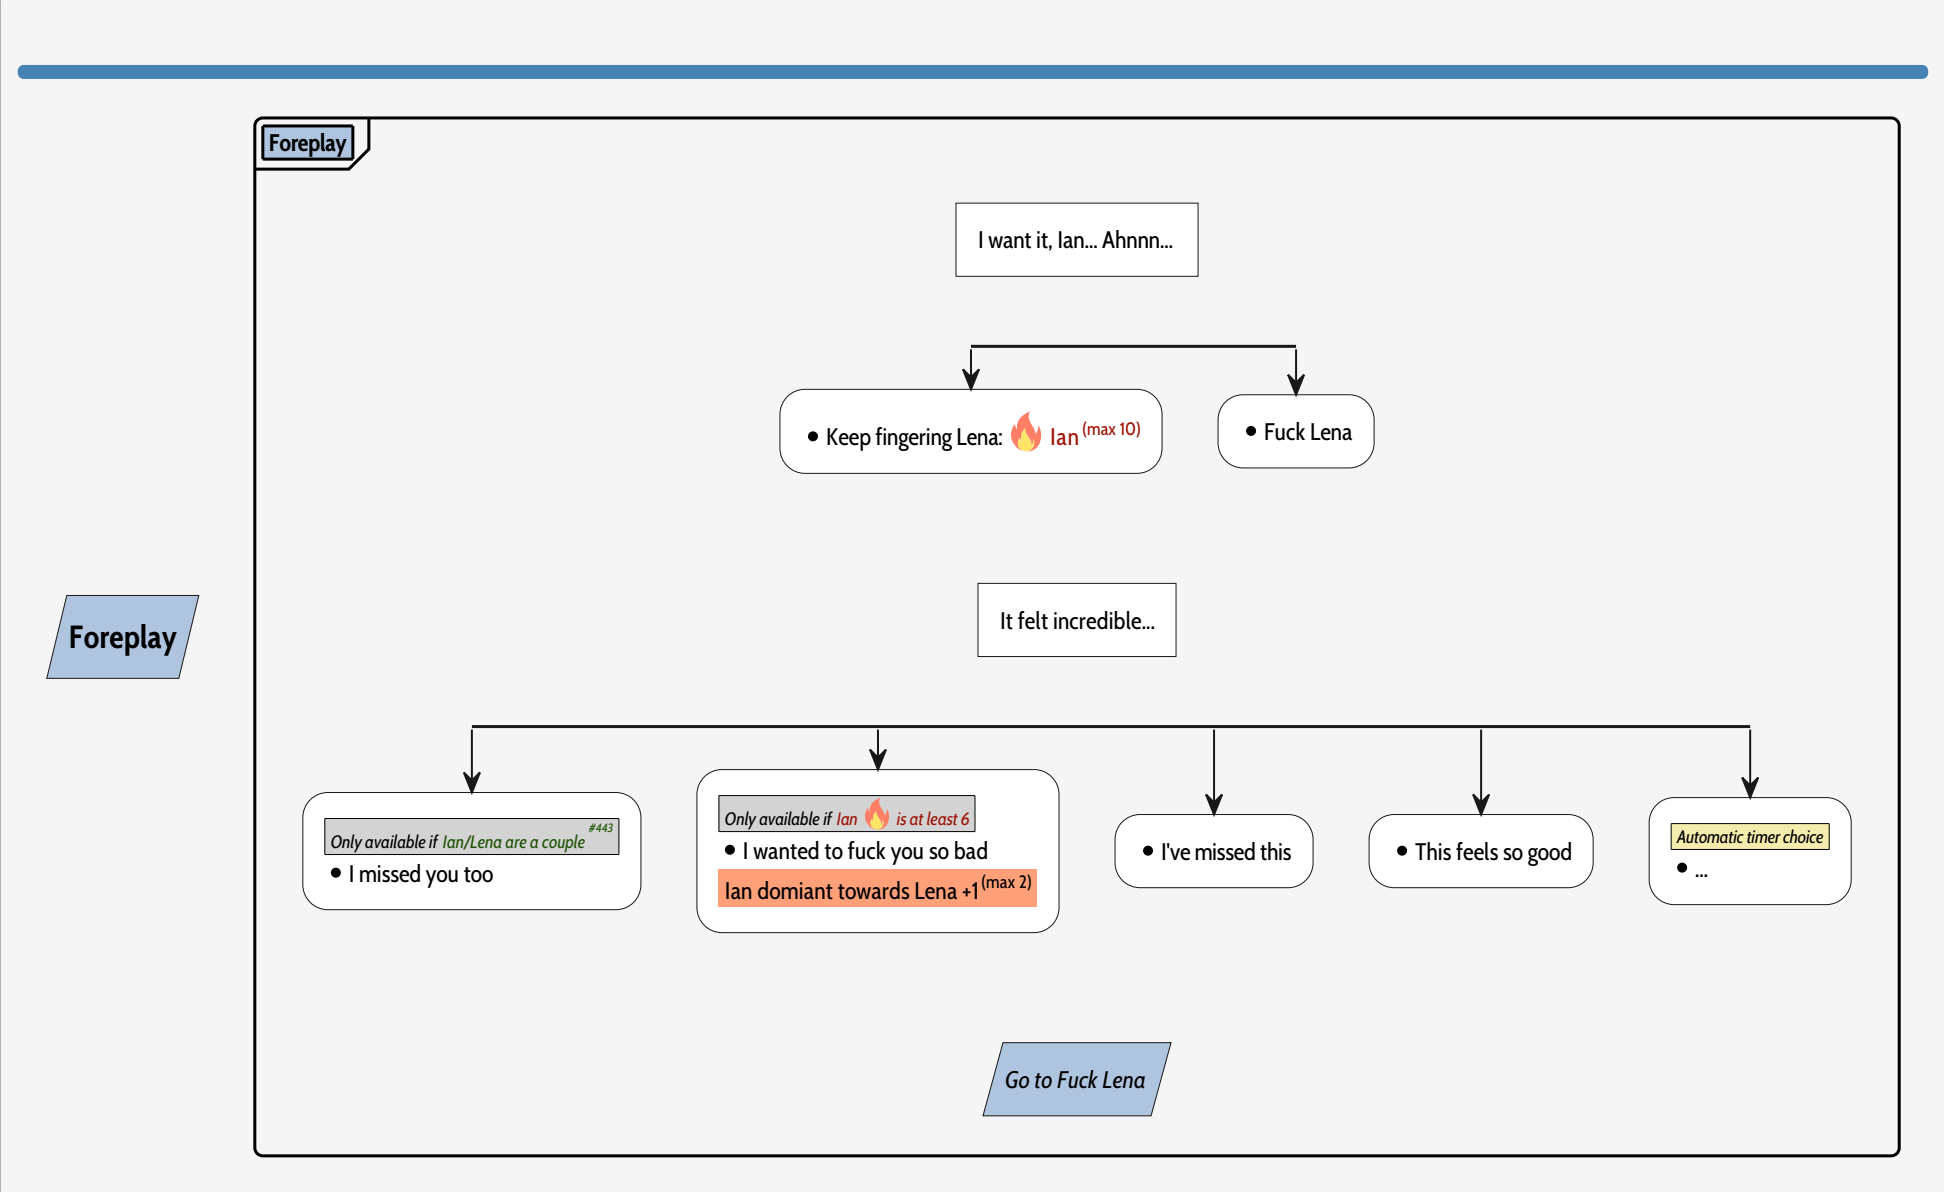 Foreplay
I want it, Ian... Ahnnn...
• Keep fingering Lena: Ian (max 10)
• Fuck Lena
Foreplay
It felt incredible...
Only available if Ian/Lena are a couple #443
• I missed you too
Only available if Ian is at least 6
• I wanted to fuck you so bad
Ian domiant towards Lena +1 (max 2)
• I've missed this
• This feels so good
Automatic timer choice
• ...
Go to Fuck Lena